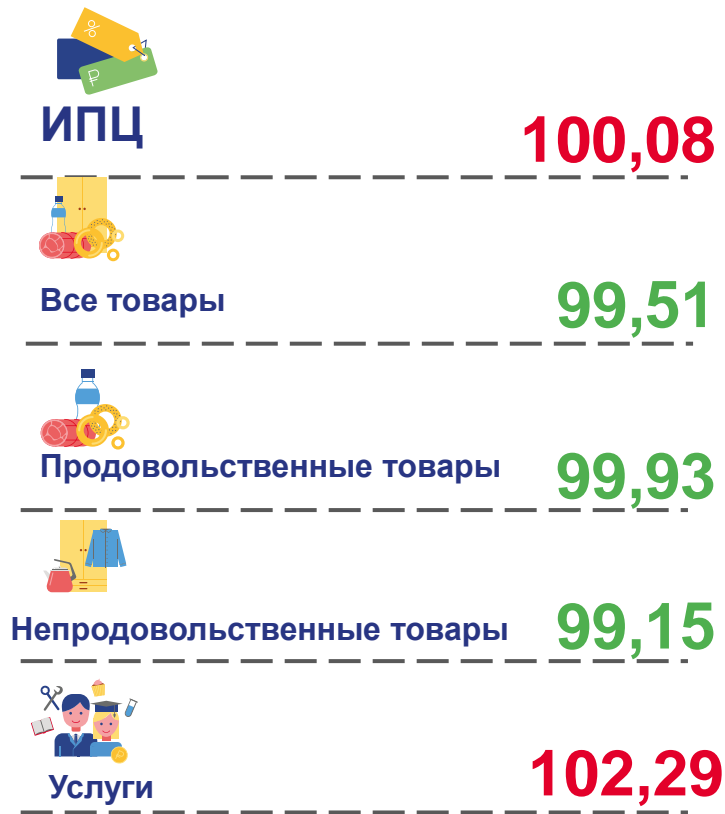 %
₽
ИПЦ
100,08
Все товары
99,51
Продовольственные товары
99,93
Непродовольственные товары
99,15
Услуги
102,29